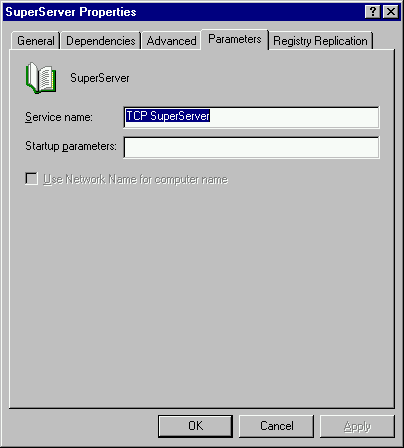 SuperServer Properties
General Dependencies Advanced Parameters Registry Replication
SuperServer
Service name: TCP SuperServer
Startup parameters:
Use Network Name for computer name
OK Cancel Apply